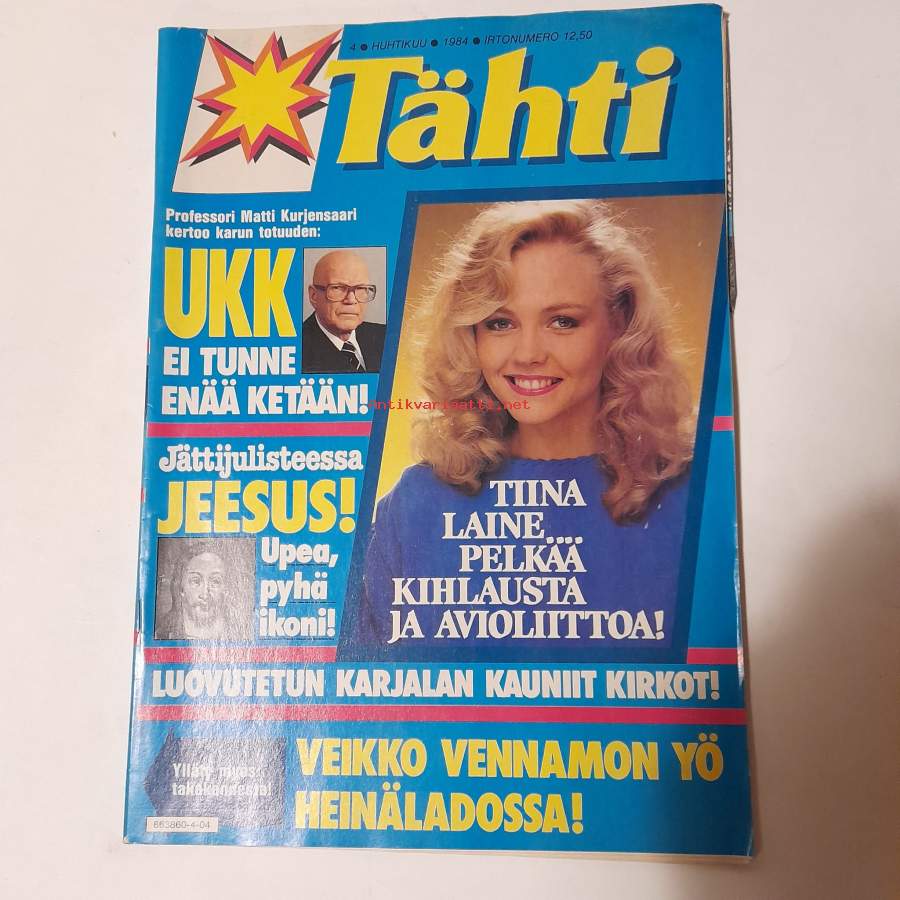 4 ● HUHTIKUU ● 1984 ● IRTONUMERO 12,50
Tähti
Professori Matti Kurjensaari
kertoo karun totuuden:
UKK
EI TUNNE
ENÄÄ KETÄÄN!
Antikvariaatti.net
Jättijulisteessa
JEESUS!
Upea,
pyhä
ikoni!
TIINA
LAINE
PELKÄÄ
KIHLAUSTA
JA AVIOLIITTOA!
LUOVUTETUN KARJALAN KAUNIIT KIRKOT!
Yllätys myös
takakannessa!
VEIKKO VENNAMON YÖ
HEINÄLADOSSA!
663860-4-04